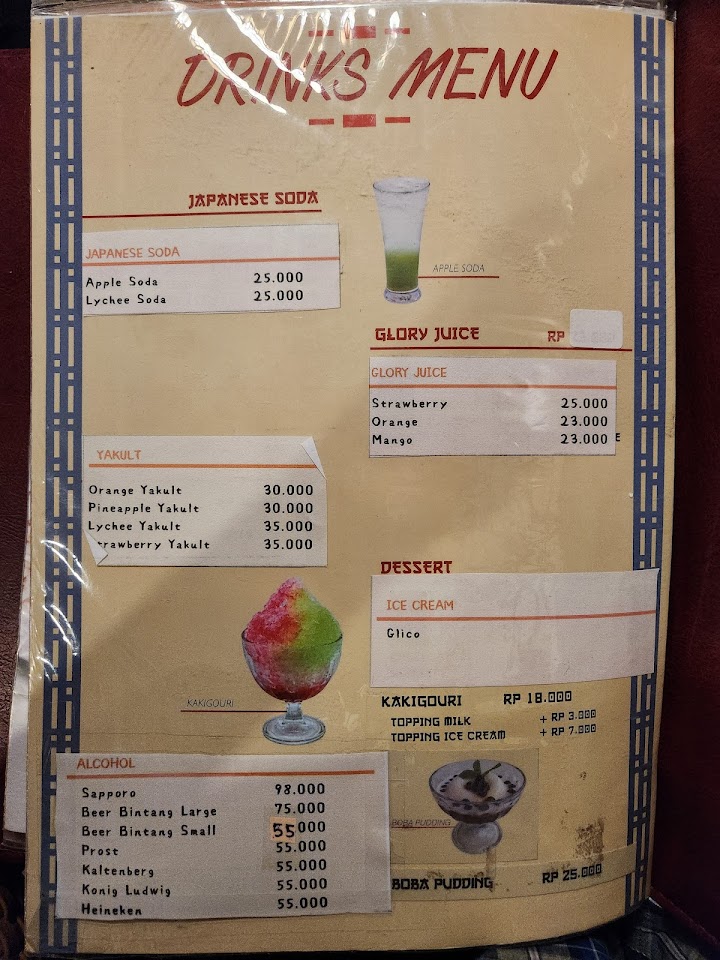 DRINKS MENU
JAPANESE SODA
JAPANESE SODA
Apple Soda 25.000
Lychee Soda 25.000
APPLE SODA
GLORY JUICE RP
GLORY JUICE
Strawberry 25.000
Orange 23.000
Mango 23.000 E
YAKULT
Orange Yakult 30.000
Pineapple Yakult 30.000
Lychee Yakult 35.000
trawberry Yakult 35.000
DESSERT
ICE CREAM
Glico
KAKIGOURI
KAKIGOURI RP 18.000
TOPPING MILK + RP 3.000
TOPPING ICE CREAM + RP 7.000
ALCOHOL
Sapporo 98.000
Beer Bintang Large 75.000
Beer Bintang Small 55000
Prost 55.000
Kaltenberg 55.000
Konig Ludwig 55.000
Heineken 55.000
BOBA PUDDING
BOBA PUDDING RP 25.000